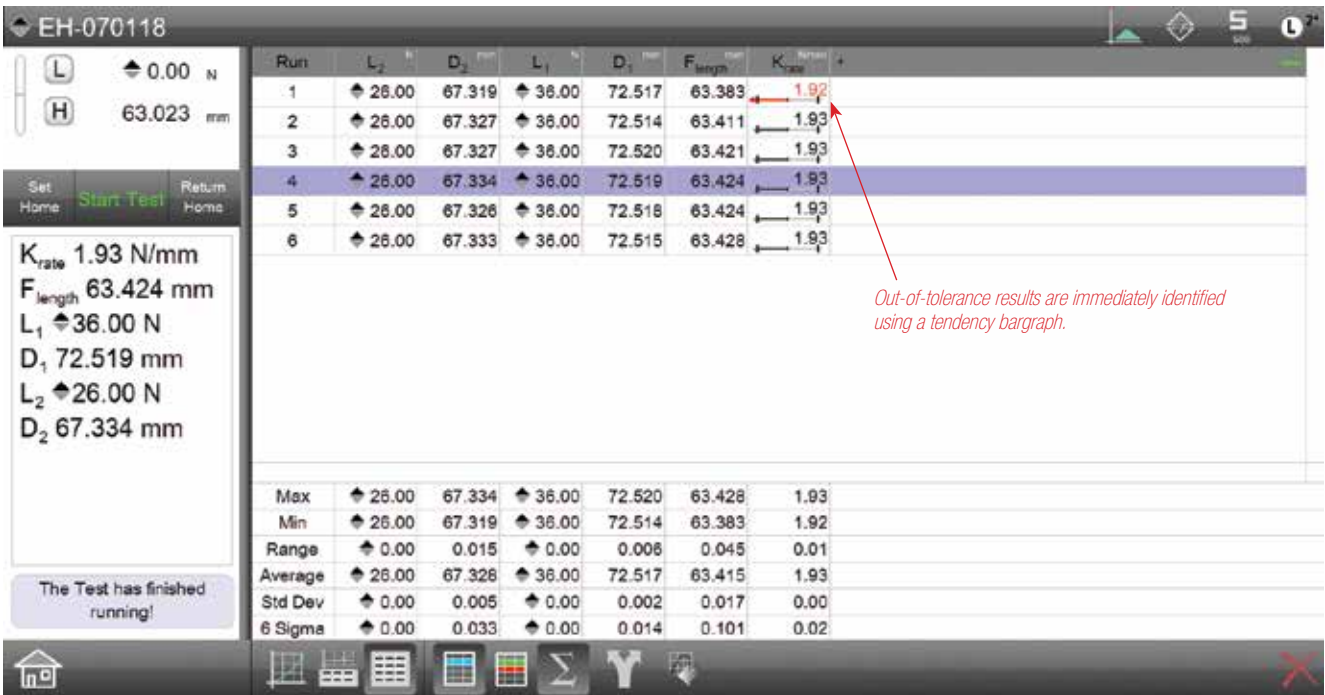 EH-070118
L 2+
S
500
L 0.00 N
H 63.023 mm
Set Home
Start Test
Return Home
K rate 1.93 N/mm
F length 63.424 mm
L1 36.00 N
D1 72.519 mm
L2 26.00 N
D2 67.334 mm
The Test has finished
running!
Run L2 N D2 mm L1 N D1 mm F length mm K rate N/mm +
1 26.00 67.319 36.00 72.517 63.383 1.92
2 26.00 67.327 36.00 72.514 63.411 1.93
3 26.00 67.327 36.00 72.520 63.421 1.93
4 26.00 67.334 36.00 72.519 63.424 1.93
5 26.00 67.326 36.00 72.518 63.424 1.93
6 26.00 67.333 36.00 72.515 63.428 1.93
Out-of-tolerance results are immediately identified
using a tendency bargraph.
Max 26.00 67.334 36.00 72.520 63.428 1.93
Min 26.00 67.319 36.00 72.514 63.383 1.92
Range 0.00 0.015 0.00 0.006 0.045 0.01
Average 26.00 67.328 36.00 72.517 63.415 1.93
Std Dev 0.00 0.005 0.00 0.002 0.017 0.00
6 Sigma 0.00 0.033 0.00 0.014 0.101 0.02
Σ